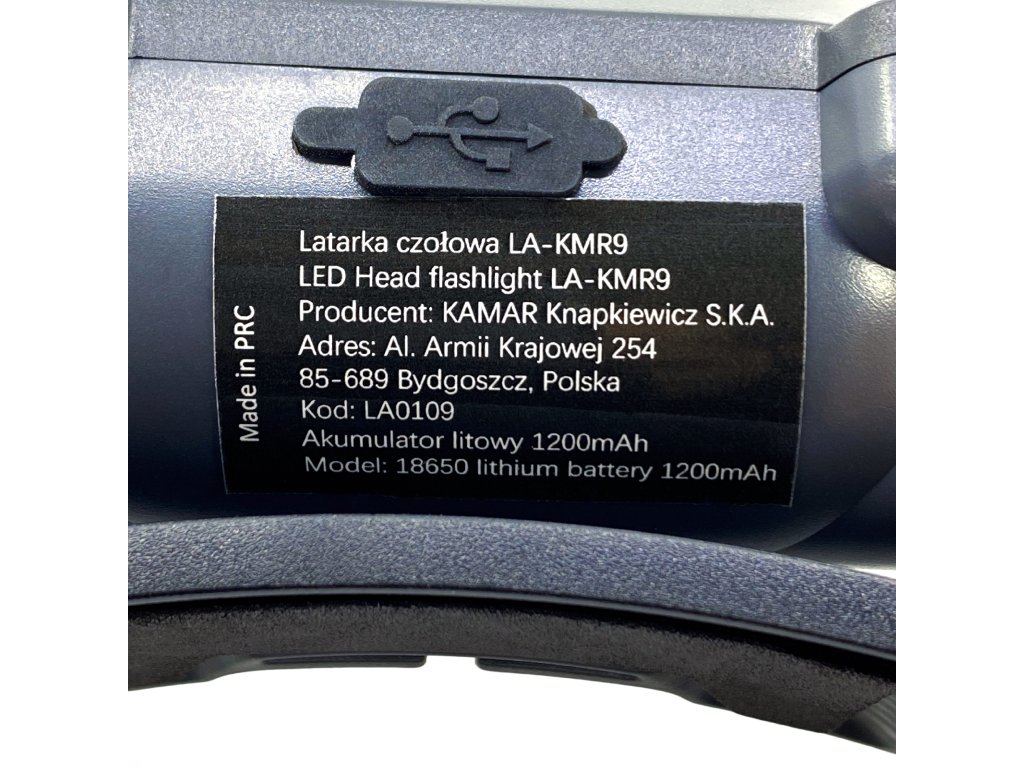 Latarka czołowa LA-KMR9
LED Head flashlight LA-KMR9
Producent: KAMAR Knapkiewicz S.K.A.
Adres: Al. Armii Krajowej 254
85-689 Bydgoszcz, Polska
Kod: LA0109
Akumulator litowy 1200mAh
Model: 18650 lithium battery 1200mAh
Made in PRC